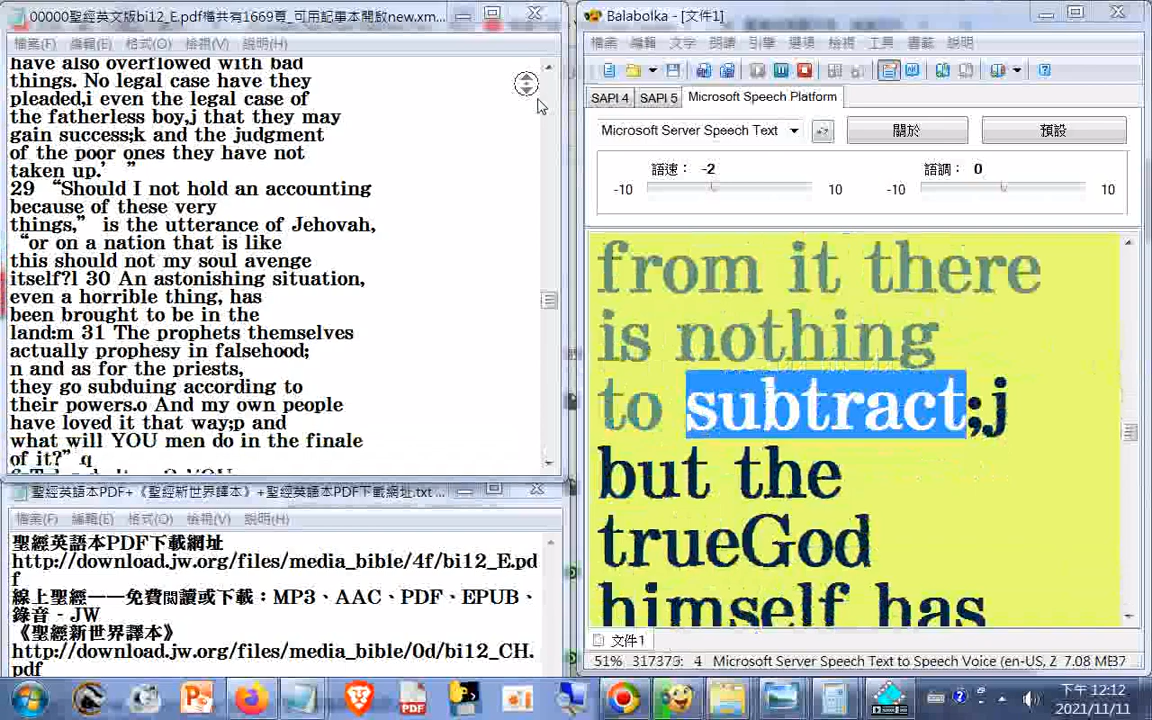 00000聖經英文版bi12_E.pdf檔共有1669頁_可用記事本開啟new.xm...
檔案(F) 編輯(E) 格式(O) 檢視(V) 說明(H)
have also overflowed with bad
things. No legal case have they
pleaded,i even the legal case of
the fatherless boy,j that they may
gain success;k and the judgment
of the poor ones they have not
taken up.’ ”
29 “Should I not hold an accounting
because of these very
things,” is the utterance of Jehovah,
“or on a nation that is like
this should not my soul avenge
itself?l 30 An astonishing situation,
even a horrible thing, has
been brought to be in the
land:m 31 The prophets themselves
actually prophesy in falsehood;
n and as for the priests,
they go subduing according to
their powers.o And my own people
have loved it that way;p and
what will YOU men do in the finale
of it?” q
聖經英語本PDF+《聖經新世界譯本》+聖經英語本PDF下載網址.txt ...
檔案(F) 編輯(E) 格式(O) 檢視(V) 說明(H)
聖經英語本PDF下載網址
http://download.jw.org/files/media_bible/4f/bi12_E.pd
f
線上聖經——免費閱讀或下載：MP3、AAC、PDF、EPUB、
錄音 - JW
《聖經新世界譯本》
http://download.jw.org/files/media_bible/0d/bi12_CH.
pdf
Balabolka - [文件1]
檔案 編輯 文字 朗讀 引擎 選項 檢視 工具 書籤 說明
SAPI 4 SAPI 5 Microsoft Speech Platform
Microsoft Server Speech Text 關於 預設
語速： -2 語調： 0
-10 10 -10 10
from it there
is nothing
to subtract;j
but the
trueGod
himself has
文件1
51% 317373: 4 Microsoft Server Speech Text to Speech Voice (en-US, Z 7.08 MB
下午 12:12
2021/11/11